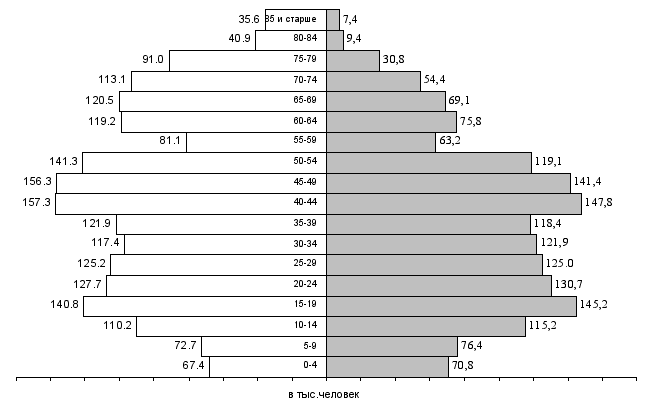 35.6 85 и старше 7,4
40.9 80-84 9,4
91.0 75-79 30,8
113.1 70-74 54,4
120.5 65-69 69,1
119.2 60-64 75,8
81.1 55-59 63,2
141.3 50-54 119,1
156.3 45-49 141,4
157.3 40-44 147,8
121.9 35-39 118,4
117.4 30-34 121,9
125.2 25-29 125.0
127.7 20-24 130,7
140.8 15-19 145,2
110.2 10-14 115,2
72.7 5-9 76,4
67.4 0-4 70,8
в тыс.человек